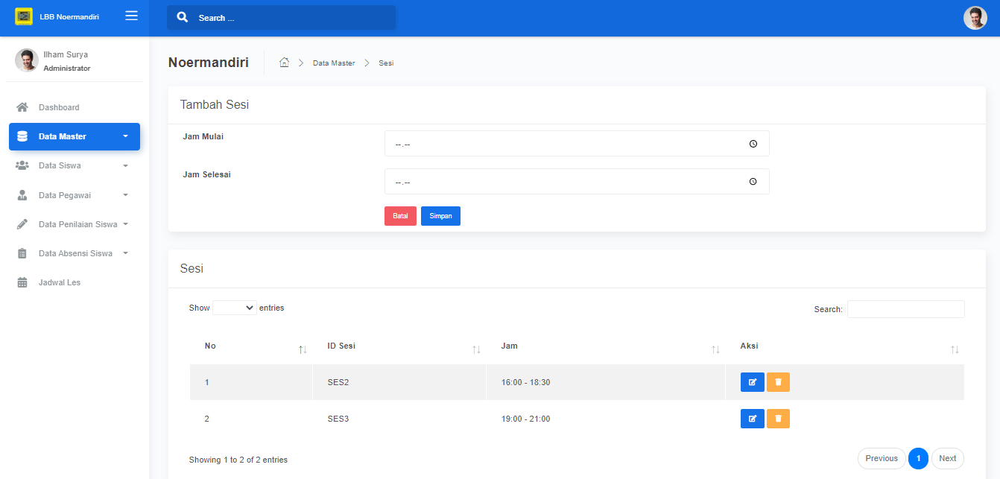 LBB Noermandiri
Search ...
Ilham Surya
Administrator
Dashboard
Data Master
Data Siswa
Data Pegawai
Data Penilaian Siswa
Data Absensi Siswa
Jadwal Les
Noermandiri
Data Master
Sesi
Tambah Sesi
Jam Mulai
--.--
Jam Selesai
--.--
Batal Simpan
Sesi
Show entries
Search:
No ID Sesi Jam Aksi
1 SES2 16:00 - 18:30
2 SES3 19:00 - 21:00
Showing 1 to 2 of 2 entries
Previous 1 Next